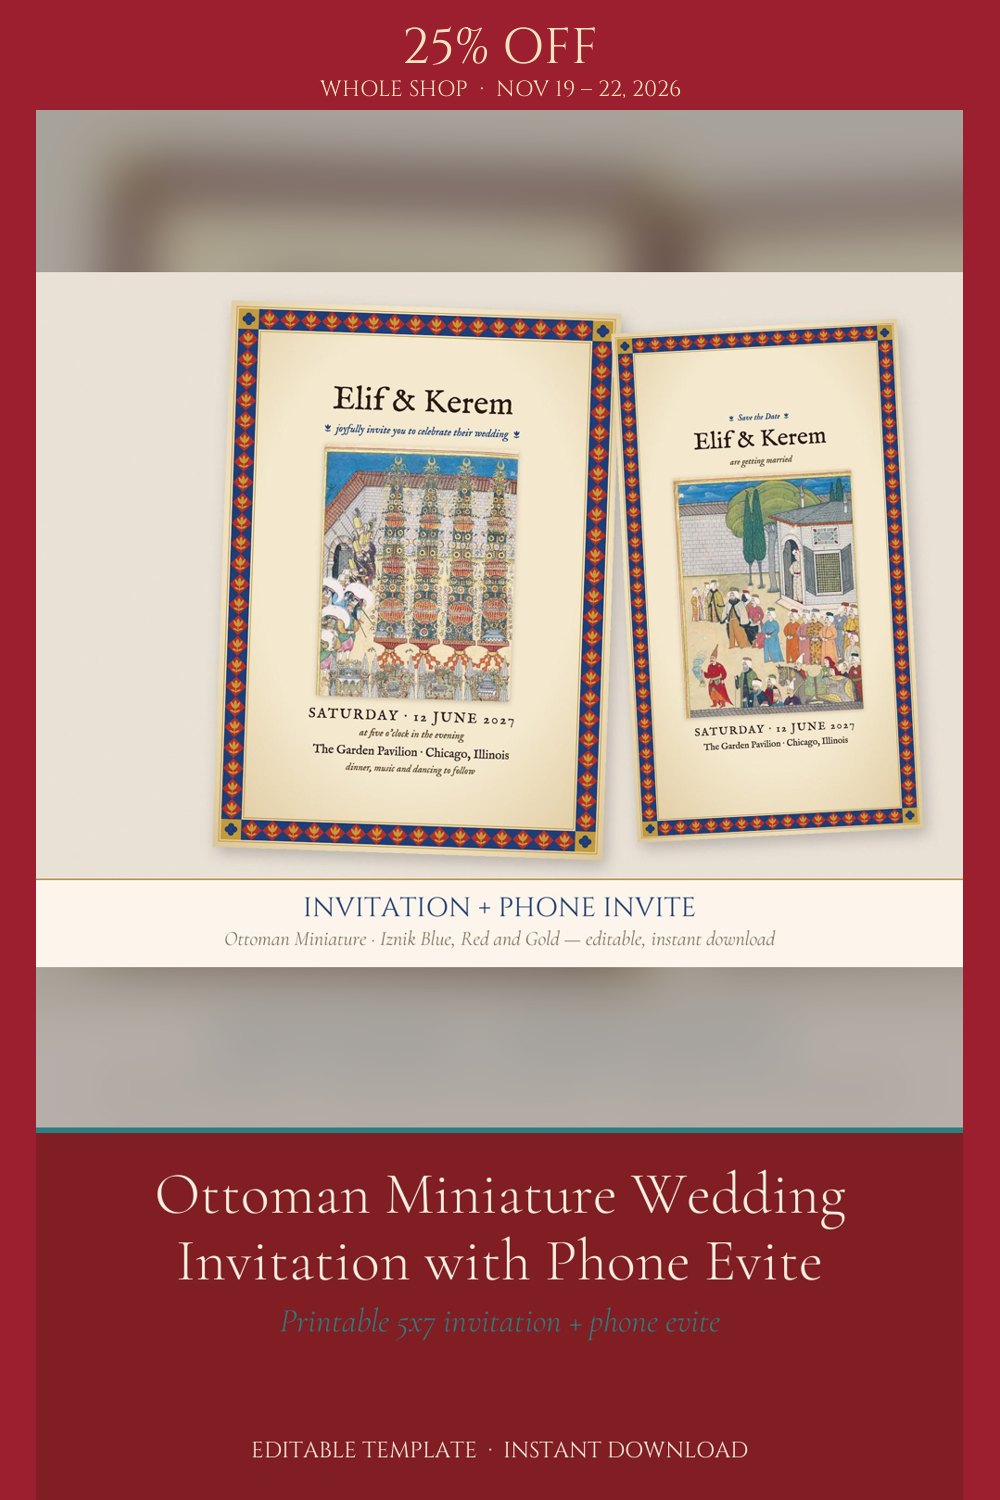 25% OFF
WHOLE SHOP · NOV 19 – 22, 2026
Elif & Kerem
joyfully invite you to celebrate their wedding
SATURDAY · 12 JUNE 2027
at five o'clock in the evening
The Garden Pavilion · Chicago, Illinois
dinner, music and dancing to follow
Save the Date
Elif & Kerem
are getting married
SATURDAY · 12 JUNE 2027
The Garden Pavilion · Chicago, Illinois
INVITATION + PHONE INVITE
Ottoman Miniature · Iznik Blue, Red and Gold — editable, instant download
Ottoman Miniature Wedding
Invitation with Phone Evite
Printable 5x7 invitation + phone evite
EDITABLE TEMPLATE · INSTANT DOWNLOAD